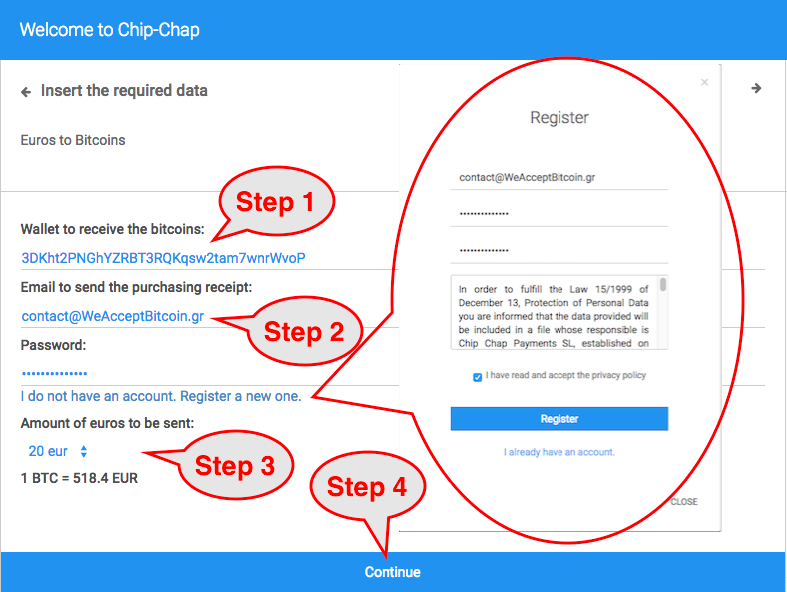 Welcome to Chip-Chap
Insert the required data
Euros to Bitcoins
Step 1
Wallet to receive the bitcoins:
3DKht2PNGhYZRBT3RQKqsw2tam7wnrWvoP
Email to send the purchasing receipt:
contact@WeAcceptBitcoin.gr
Step 2
Password:
••••••••••••••
I do not have an account. Register a new one.
Amount of euros to be sent:
20 eur
Step 3
1 BTC = 518.4 EUR
Step 4
Continue
×
Register
contact@WeAcceptBitcoin.gr
••••••••••••••
••••••••••••••
In order to fulfill the Law 15/1999 of
December 13, Protection of Personal Data
you are informed that the data provided will
be included in a file whose responsible is
Chip Chap Payments SL, established on
I have read and accept the privacy policy
Register
I already have an account.
CLOSE